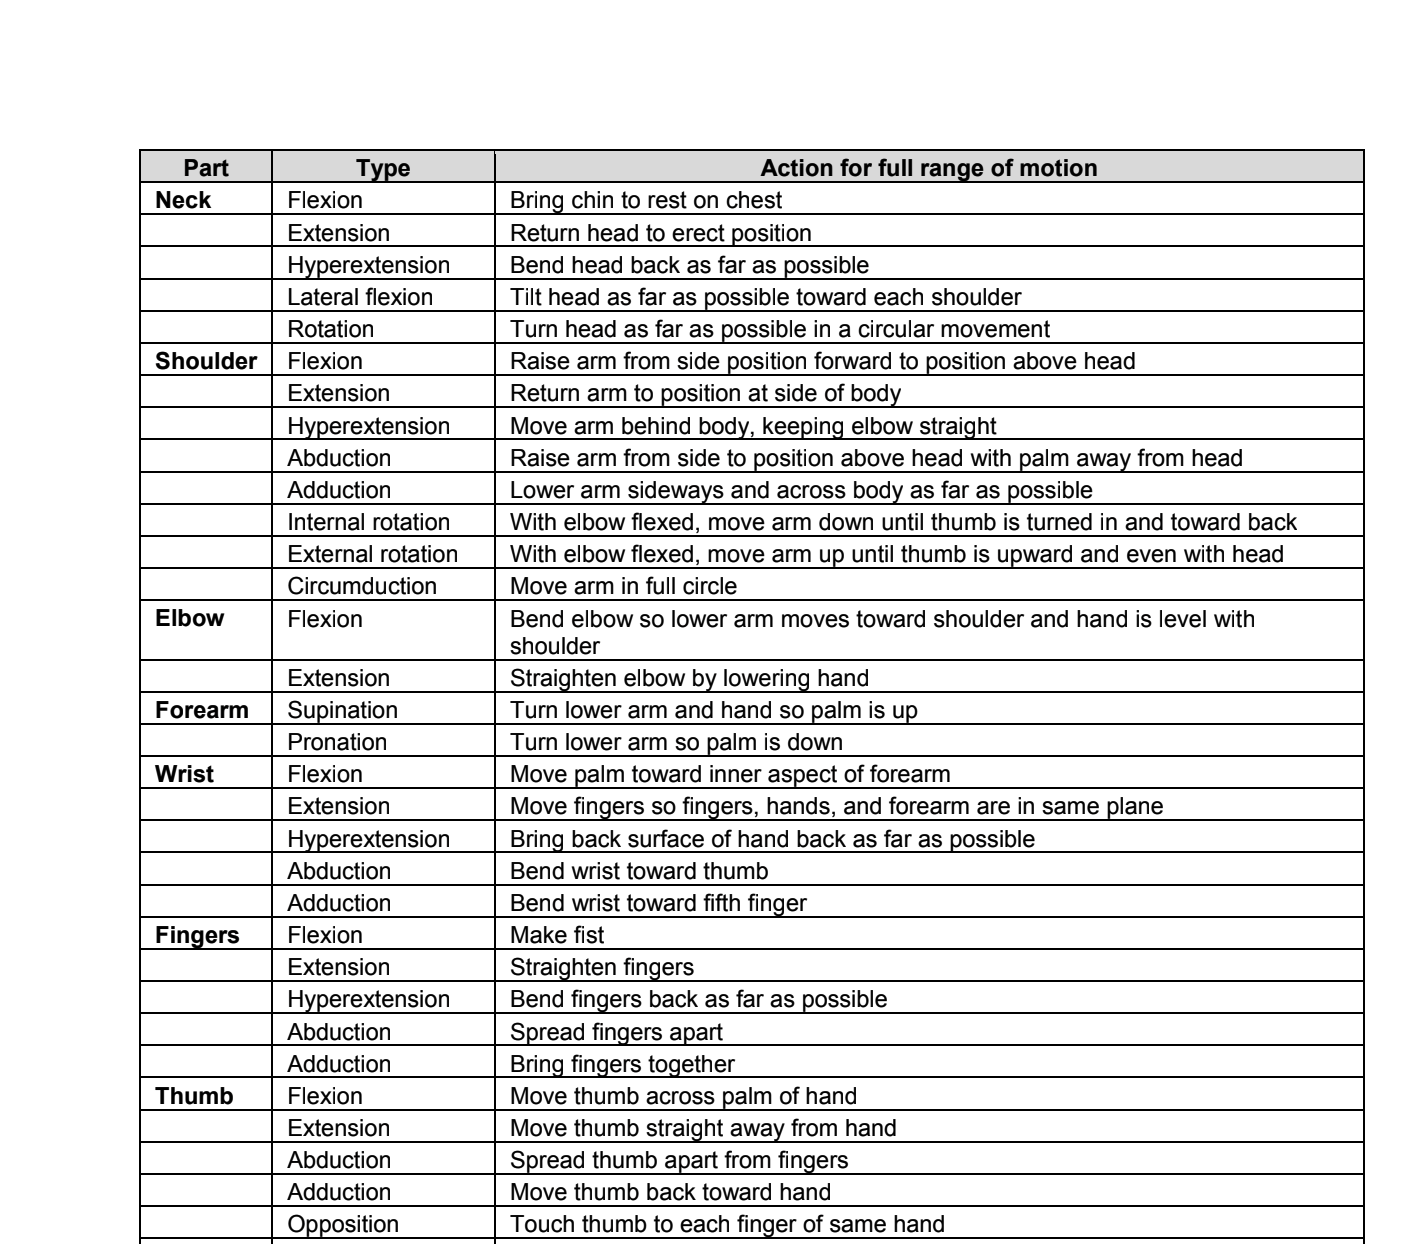 Part Type Action for full range of motion
Neck Flexion Bring chin to rest on chest
Extension Return head to erect position
Hyperextension Bend head back as far as possible
Lateral flexion Tilt head as far as possible toward each shoulder
Rotation Turn head as far as possible in a circular movement
Shoulder Flexion Raise arm from side position forward to position above head
Extension Return arm to position at side of body
Hyperextension Move arm behind body, keeping elbow straight
Abduction Raise arm from side to position above head with palm away from head
Adduction Lower arm sideways and across body as far as possible
Internal rotation With elbow flexed, move arm down until thumb is turned in and toward back
External rotation With elbow flexed, move arm up until thumb is upward and even with head
Circumduction Move arm in full circle
Elbow Flexion Bend elbow so lower arm moves toward shoulder and hand is level with
shoulder
Extension Straighten elbow by lowering hand
Forearm Supination Turn lower arm and hand so palm is up
Pronation Turn lower arm so palm is down
Wrist Flexion Move palm toward inner aspect of forearm
Extension Move fingers so fingers, hands, and forearm are in same plane
Hyperextension Bring back surface of hand back as far as possible
Abduction Bend wrist toward thumb
Adduction Bend wrist toward fifth finger
Fingers Flexion Make fist
Extension Straighten fingers
Hyperextension Bend fingers back as far as possible
Abduction Spread fingers apart
Adduction Bring fingers together
Thumb Flexion Move thumb across palm of hand
Extension Move thumb straight away from hand
Abduction Spread thumb apart from fingers
Adduction Move thumb back toward hand
Opposition Touch thumb to each finger of same hand